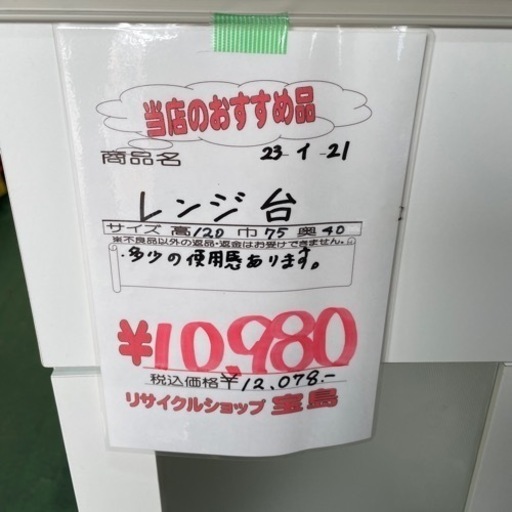 当店のおすすめ品
商品名 23-1-21
レンジ台
サイズ 高120 巾75 奥40
※不良品以外の返品・返金はお受けできません。
・多少の使用感あります。
¥10,980
税込価格¥12,078.-
リサイクルショップ 宝島